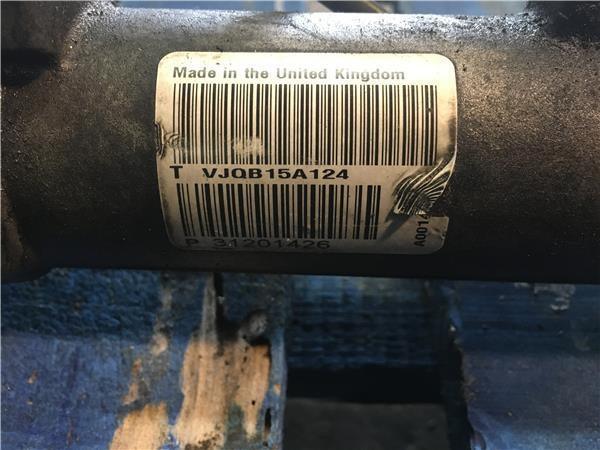 Made in the United Kingdom
T VJQB15A124
P 31201426